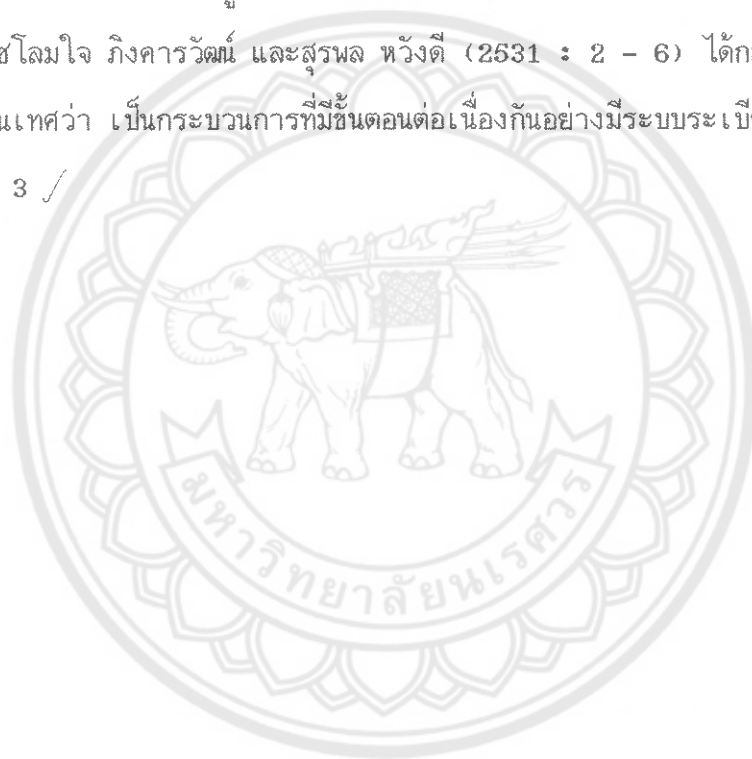 ชโลมใจ ภิงคารวัฒน์ และสุรพล หวังดี (2531 : 2 - 6) ได้ก
นเทศว่า เป็นกระบวนการที่มีขั้นตอนต่อเนื่องกันอย่างมีระบบระเบี
3
มหาวิทยาลัยนเรศวร